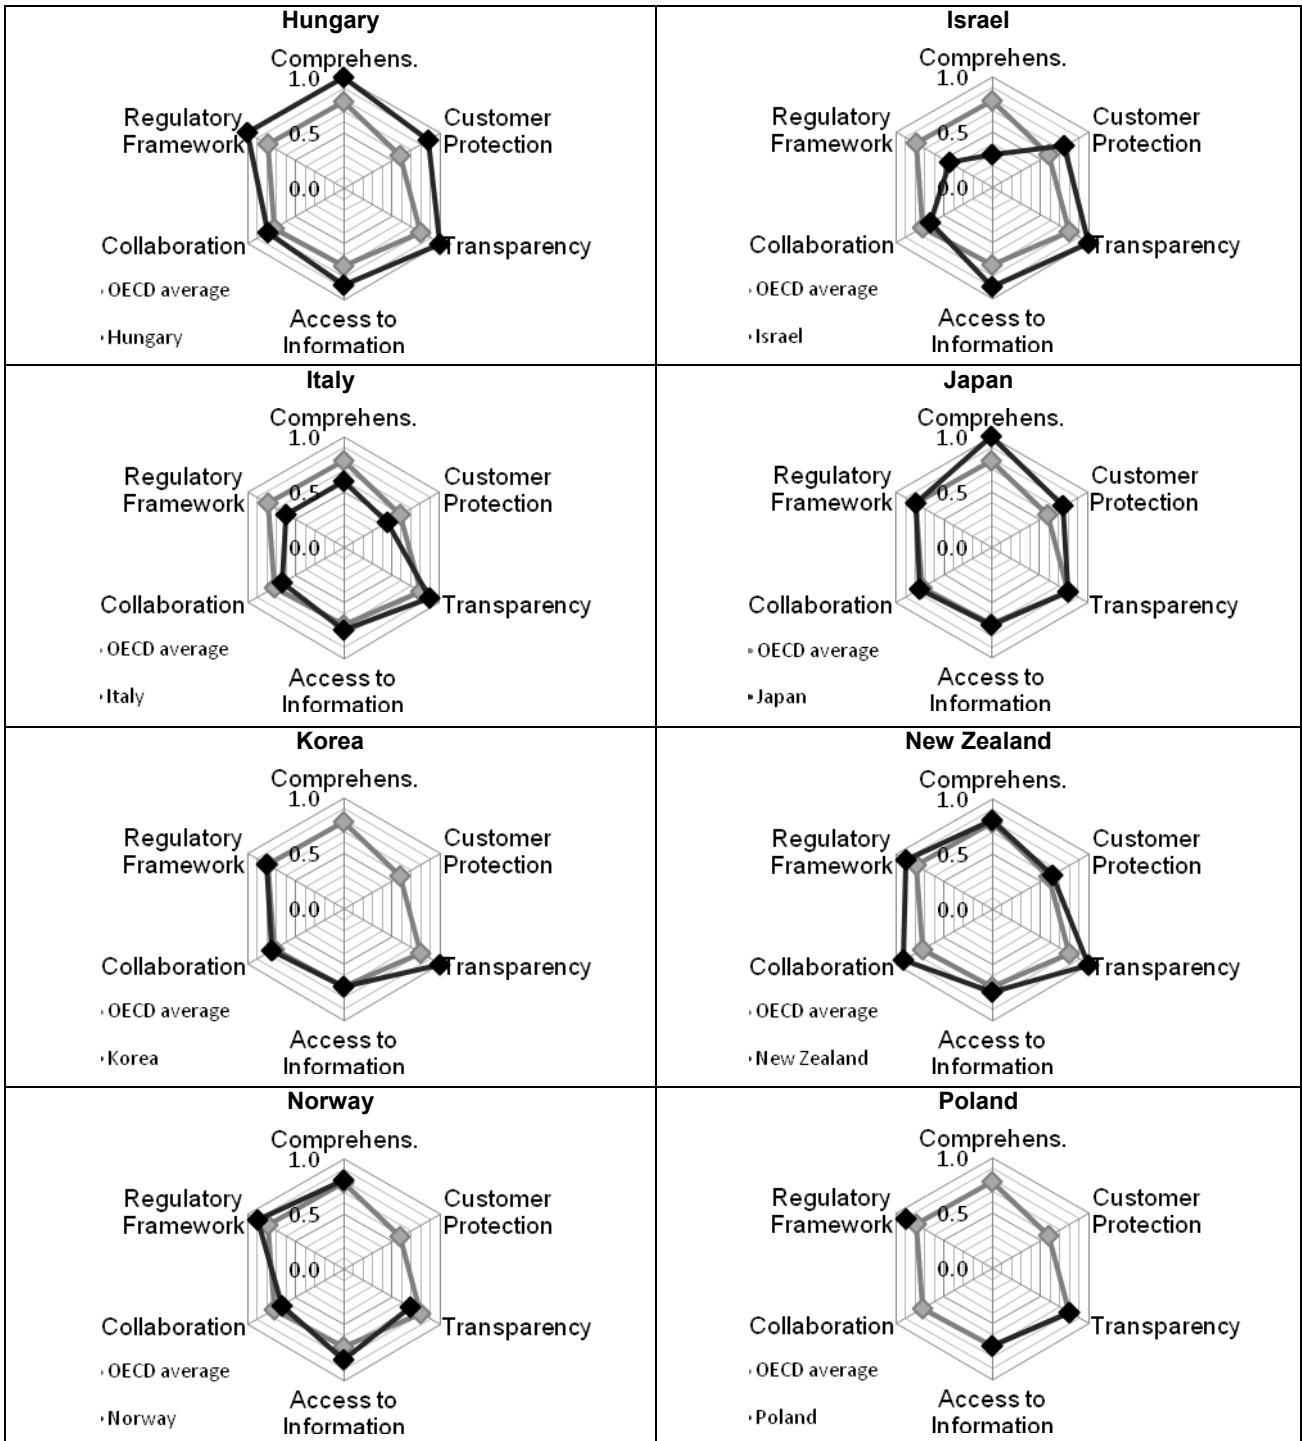 Hungary
Comprehens.
1.0
Regulatory
Framework
Customer
Protection
0.5
0.0
Collaboration
Transparency
OECD average
Access to
Information
Hungary
Israel
Comprehens.
1.0
Regulatory
Framework
Customer
Protection
0.5
0.0
Collaboration
Transparency
OECD average
Access to
Information
Israel
Italy
Comprehens.
1.0
Regulatory
Framework
Customer
Protection
0.5
0.0
Collaboration
Transparency
OECD average
Access to
Information
Italy
Japan
Comprehens.
1.0
Regulatory
Framework
Customer
Protection
0.5
0.0
Collaboration
Transparency
OECD average
Access to
Information
Japan
Korea
Comprehens.
1.0
Regulatory
Framework
Customer
Protection
0.5
0.0
Collaboration
Transparency
OECD average
Access to
Information
Korea
New Zealand
Comprehens.
1.0
Regulatory
Framework
Customer
Protection
0.5
0.0
Collaboration
Transparency
OECD average
Access to
Information
New Zealand
Norway
Comprehens.
1.0
Regulatory
Framework
Customer
Protection
0.5
0.0
Collaboration
Transparency
OECD average
Access to
Information
Norway
Poland
Comprehens.
1.0
Regulatory
Framework
Customer
Protection
0.5
0.0
Collaboration
Transparency
OECD average
Access to
Information
Poland